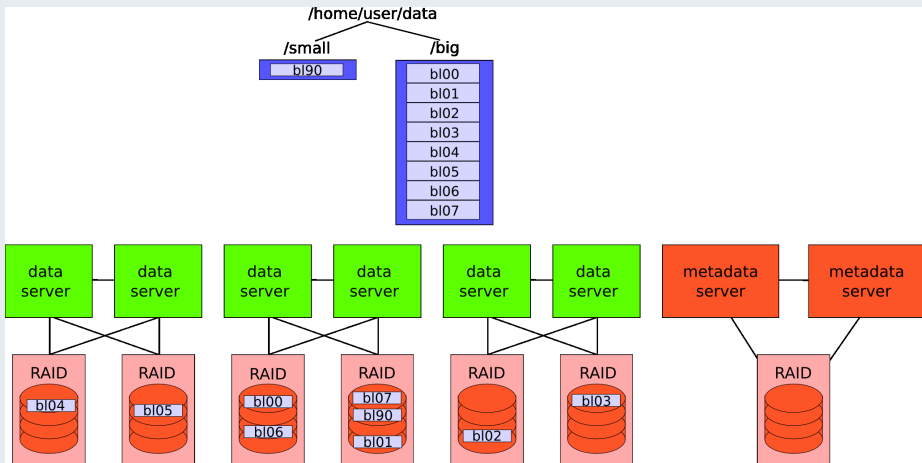 /home/user/data
/small
/big
bl90
bl00
bl01
bl02
bl03
bl04
bl05
bl06
bl07
data
server
data
server
data
server
data
server
data
server
data
server
metadata
server
metadata
server
RAID
bl04
RAID
bl05
RAID
bl00
bl06
RAID
bl07
bl90
bl01
RAID
bl02
RAID
bl03
RAID